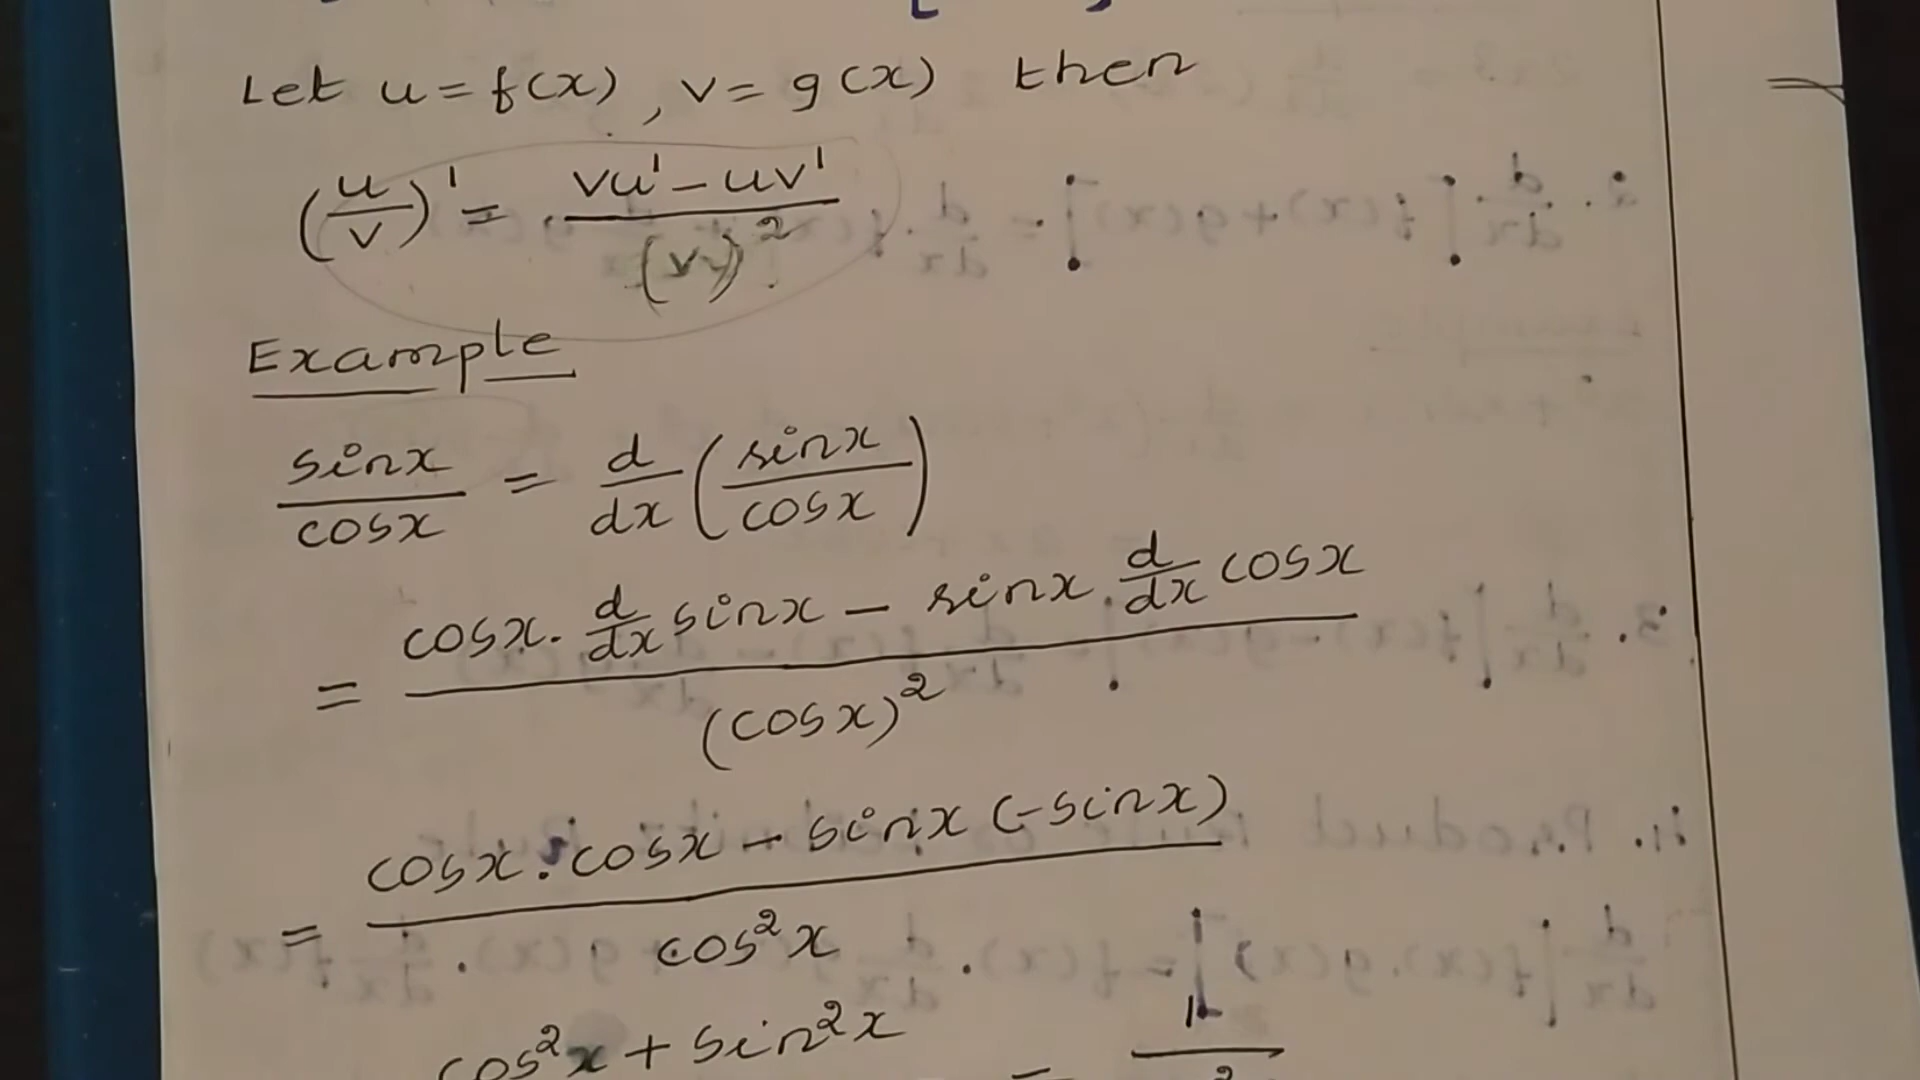 Let u = f(x), v = g(x) then
(u/v)' = (vu' - uv')/(v)²
Example
sinx/cosx = d/dx (sinx/cosx)
= (cosx · d/dx sinx - sinx · d/dx cosx)/(cosx)²
= (cosx · cosx - sinx (-sinx))/cos²x
cos²x + sin²x = 1